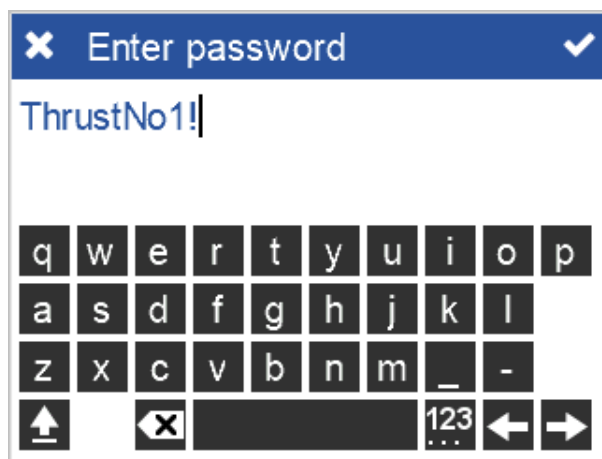 Enter password
ThrustNo1!
q w e r t y u i o p
a s d f g h j k l
z x c v b n m _ -
123
...